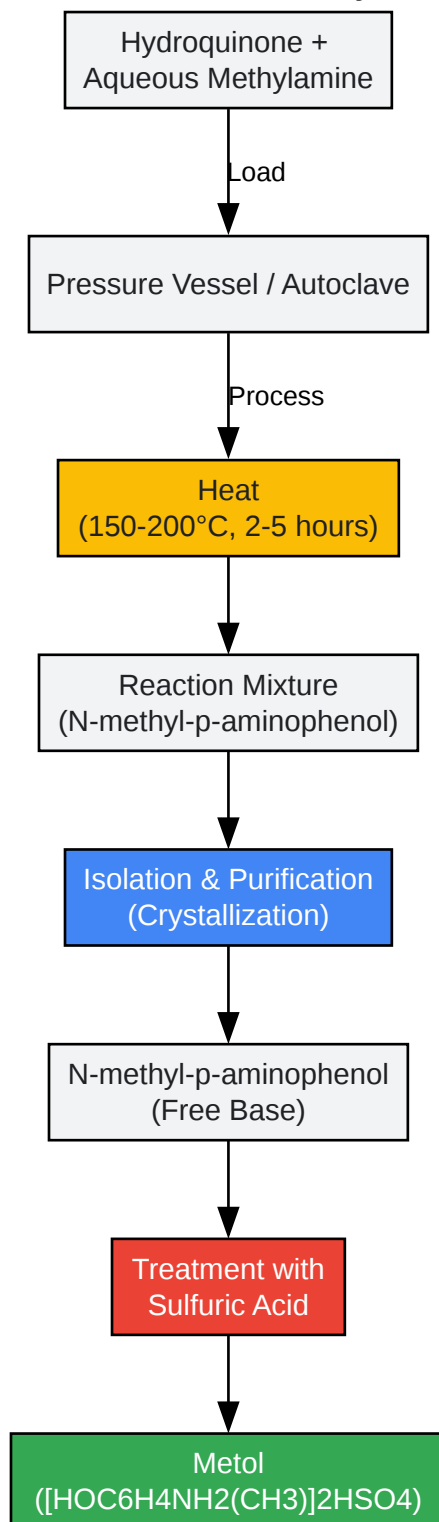 Hydroquinone +
Aqueous Methylamine
Load
Pressure Vessel / Autoclave
Process
Heat
(150-200°C, 2-5 hours)
Reaction Mixture
(N-methyl-p-aminophenol)
Isolation & Purification
(Crystallization)
N-methyl-p-aminophenol
(Free Base)
Treatment with
Sulfuric Acid
Metol
([HOC6H4NH2(CH3)]2HSO4)